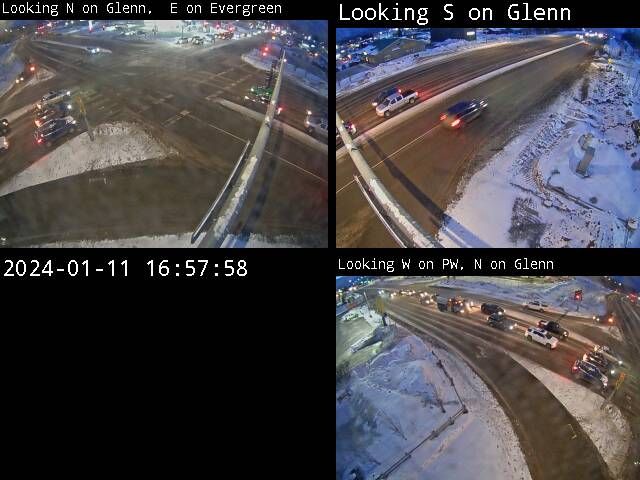 Looking N on Glenn,  E on Evergreen
Looking S on Glenn
2024-01-11 16:57:58
Looking W on PW, N on Glenn